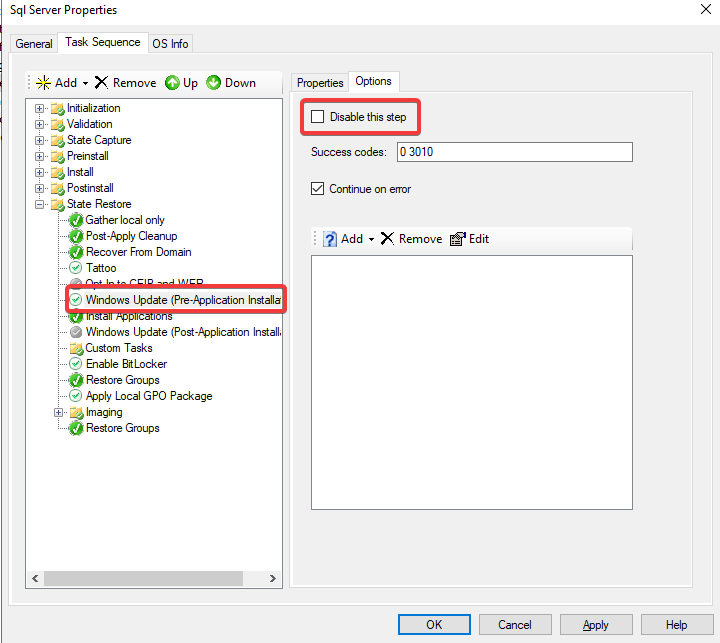 Sql Server Properties
General
Task Sequence
OS Info
Add
Remove
Up
Down
Properties
Options
Initialization
Validation
State Capture
Preinstall
Install
Postinstall
State Restore
Gather local only
Post-Apply Cleanup
Recover From Domain
Tattoo
Opt In to CEIP and WER
Windows Update (Pre-Application Installa
Install Applications
Windows Update (Post-Application Install
Custom Tasks
Enable BitLocker
Restore Groups
Apply Local GPO Package
Imaging
Restore Groups
Disable this step
Success codes: 0 3010
Continue on error
Add
Remove
Edit
OK
Cancel
Apply
Help